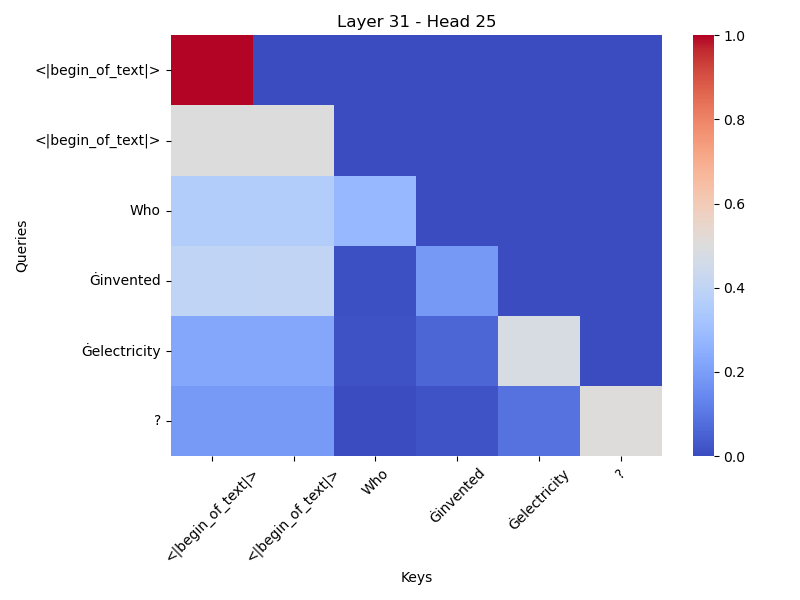 Layer 31 - Head 25
<|begin_of_text|>
<|begin_of_text|>
Who
Ġinvented
Ġelectricity
?
Queries
<|begin_of_text|>
<|begin_of_text|>
Who
Ġinvented
Ġelectricity
?
Keys
1.0
0.8
0.6
0.4
0.2
0.0